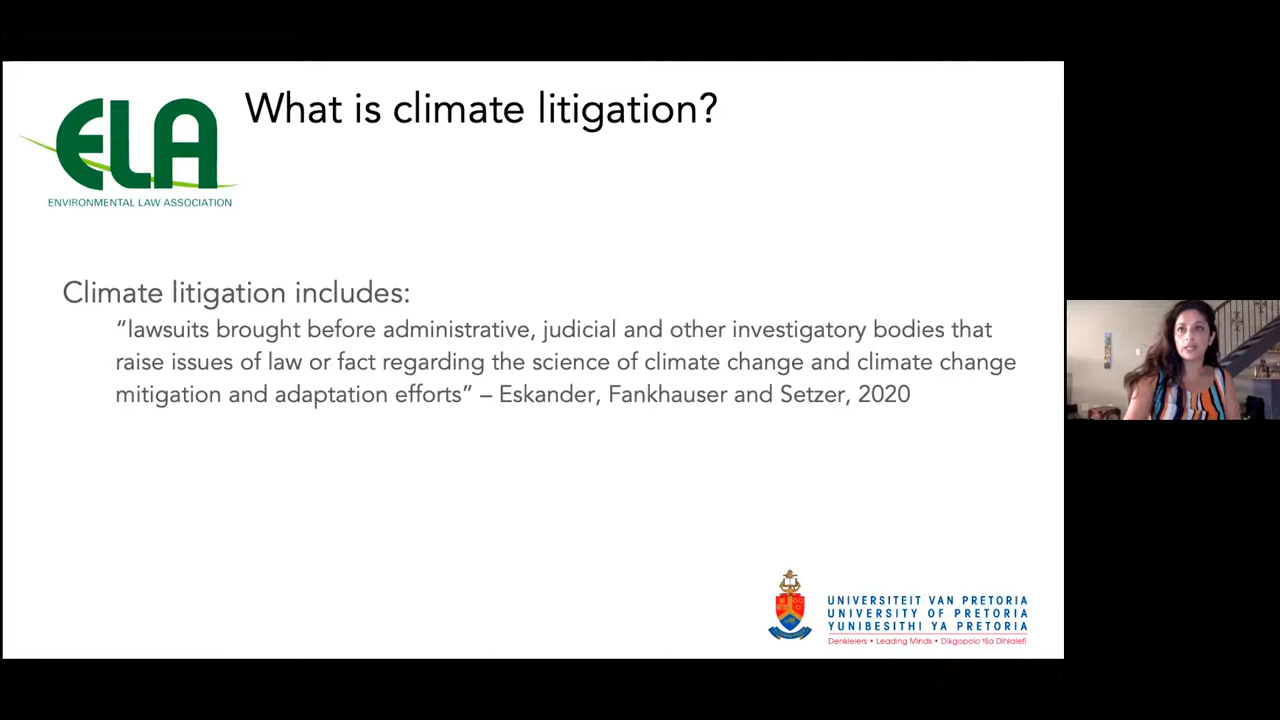 ELA
ENVIRONMENTAL LAW ASSOCIATION
What is climate litigation?
Climate litigation includes:
“lawsuits brought before administrative, judicial and other investigatory bodies that
raise issues of law or fact regarding the science of climate change and climate change
mitigation and adaptation efforts” – Eskander, Fankhauser and Setzer, 2020
UNIVERSITEIT VAN PRETORIA
UNIVERSITY OF PRETORIA
YUNIBESITHI YA PRETORIA
Denkleiers • Leading Minds • Dikgopolo tša Dihlalefi